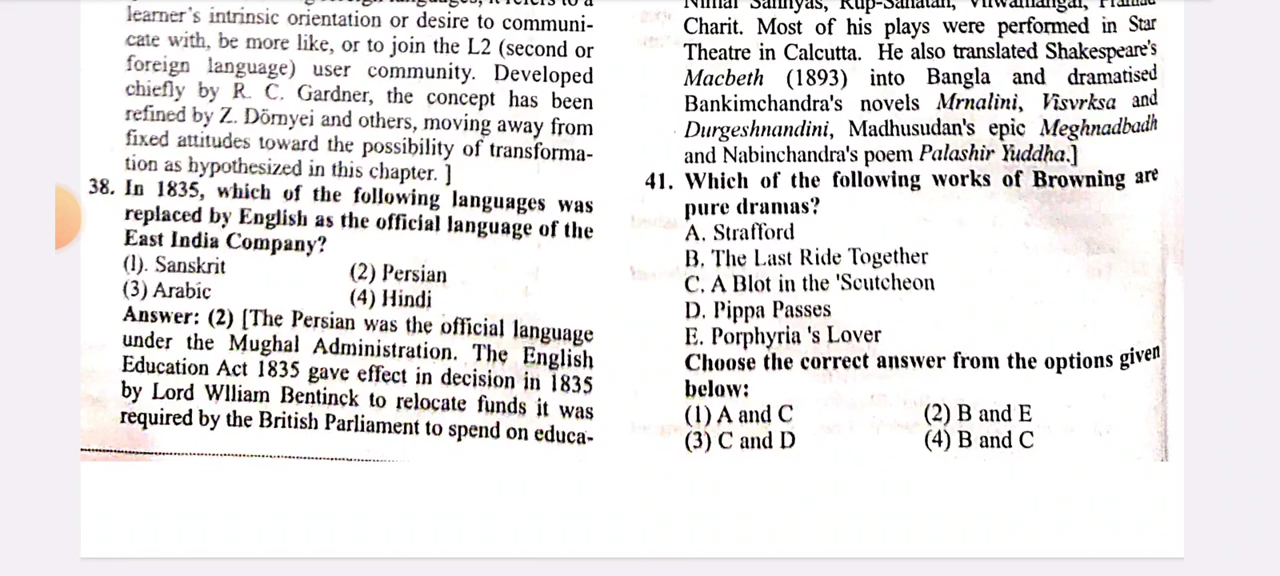 learner's intrinsic orientation or desire to communi-
cate with, be more like, or to join the L2 (second or
foreign language) user community. Developed
chiefly by R. C. Gardner, the concept has been
refined by Z. Dörnyei and others, moving away from
fixed attitudes toward the possibility of transforma-
tion as hypothesized in this chapter. ]
38. In 1835, which of the following languages was
replaced by English as the official language of the
East India Company?
(1). Sanskrit (2) Persian
(3) Arabic (4) Hindi
Answer: (2) [The Persian was the official language
under the Mughal Administration. The English
Education Act 1835 gave effect in decision in 1835
by Lord Wlliam Bentinck to relocate funds it was
required by the British Parliament to spend on educa-
Charit. Most of his plays were performed in Star
Theatre in Calcutta. He also translated Shakespeare's
Macbeth (1893) into Bangla and dramatised
Bankimchandra's novels Mrnalini, Visvrksa and
Durgeshnandini, Madhusudan's epic Meghnadbadh
and Nabinchandra's poem Palashir Yuddha.]
41. Which of the following works of Browning are
pure dramas?
A. Strafford
B. The Last Ride Together
C. A Blot in the 'Scutcheon
D. Pippa Passes
E. Porphyria 's Lover
Choose the correct answer from the options given
below:
(1) A and C (2) B and E
(3) C and D (4) B and C